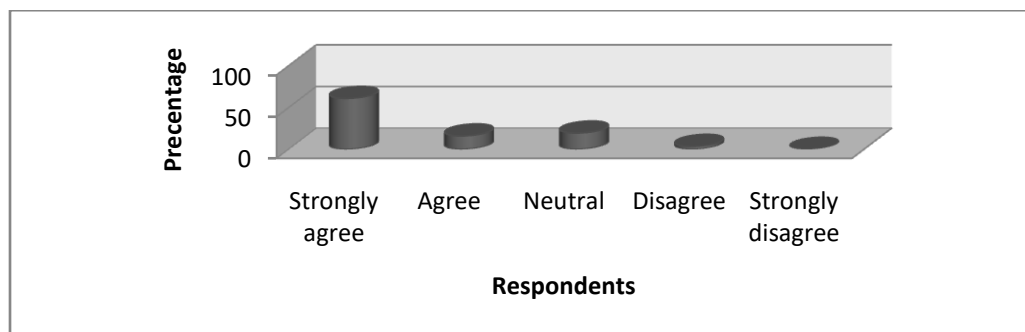 Precentage
100
50
0
Strongly agree
Agree
Neutral
Disagree
Strongly disagree
Respondents